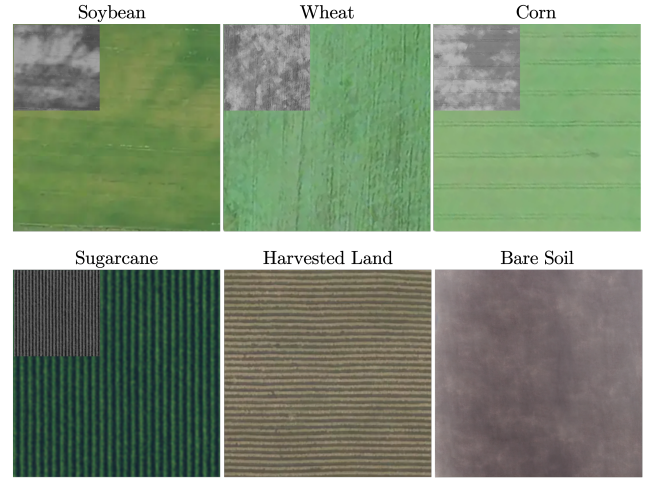 Soybean
Wheat
Corn
Sugarcane
Harvested Land
Bare Soil